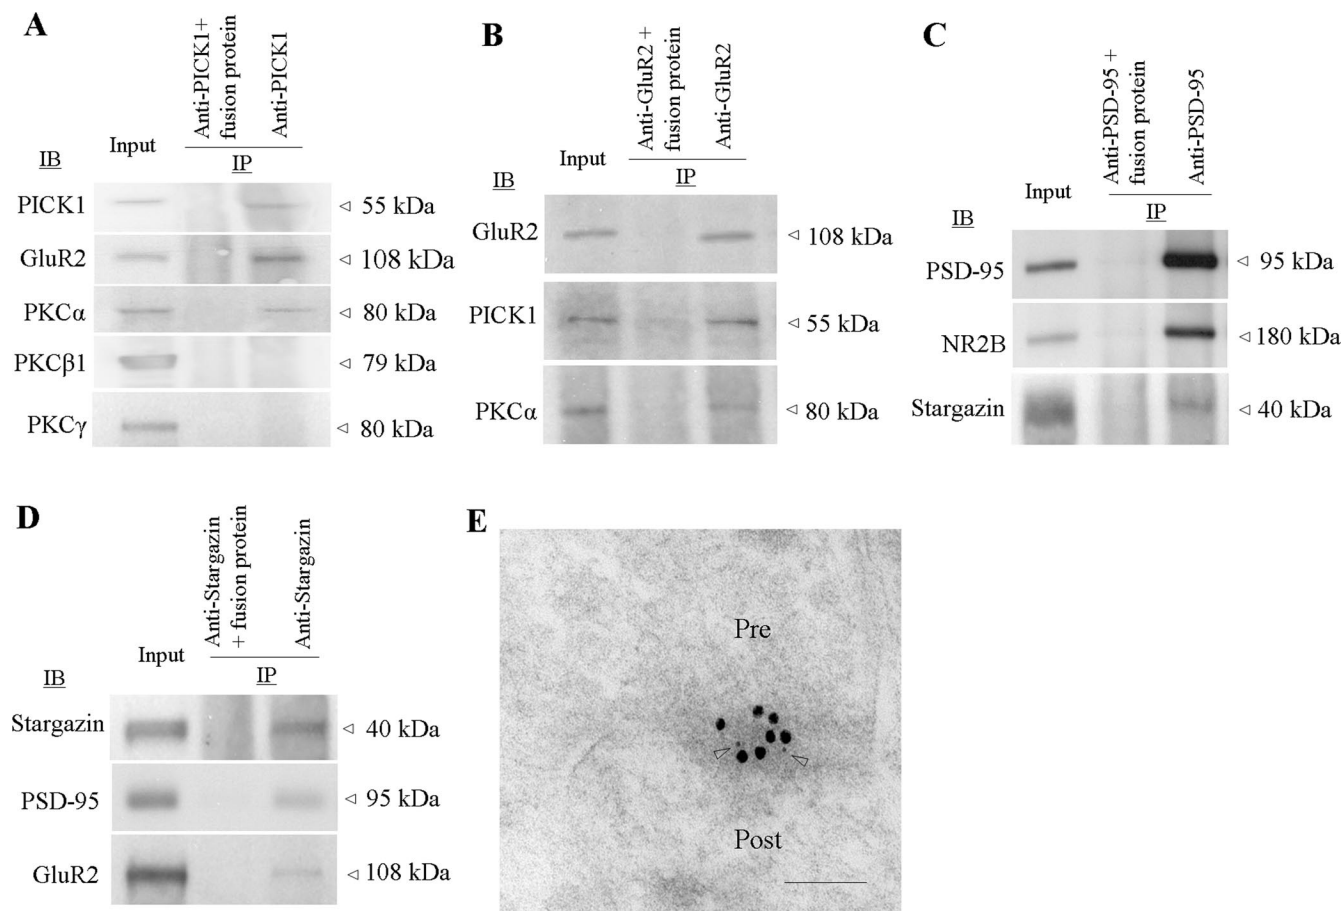 A
Anti-PICK1+
fusion protein
Anti-PICK1
Input
IB
IP
PICK1
55 kDa
GluR2
108 kDa
PKCα
80 kDa
PKCβ1
79 kDa
PKCγ
80 kDa
B
Anti-GluR2 +
fusion protein
Anti-GluR2
Input
IB
IP
GluR2
108 kDa
PICK1
55 kDa
PKCα
80 kDa
C
Anti-PSD-95 +
fusion protein
Anti-PSD-95
Input
IB
IP
PSD-95
95 kDa
NR2B
180 kDa
Stargazin
40 kDa
D
Anti-Stargazin
+ fusion protein
Anti-Stargazin
Input
IB
IP
Stargazin
40 kDa
PSD-95
95 kDa
GluR2
108 kDa
E
Pre
Post